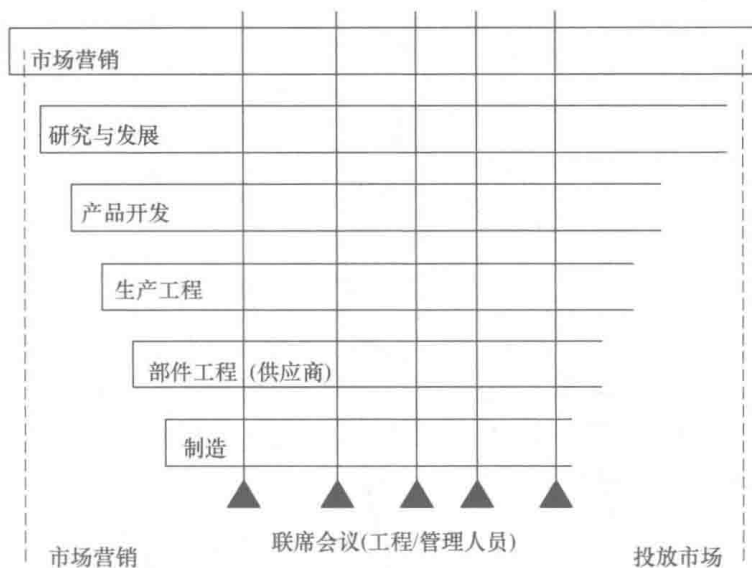 市场营销
研究与发展
产品开发
生产工程
部件工程 (供应商)
制造
联席会议(工程/管理人员)
市场营销
投放市场